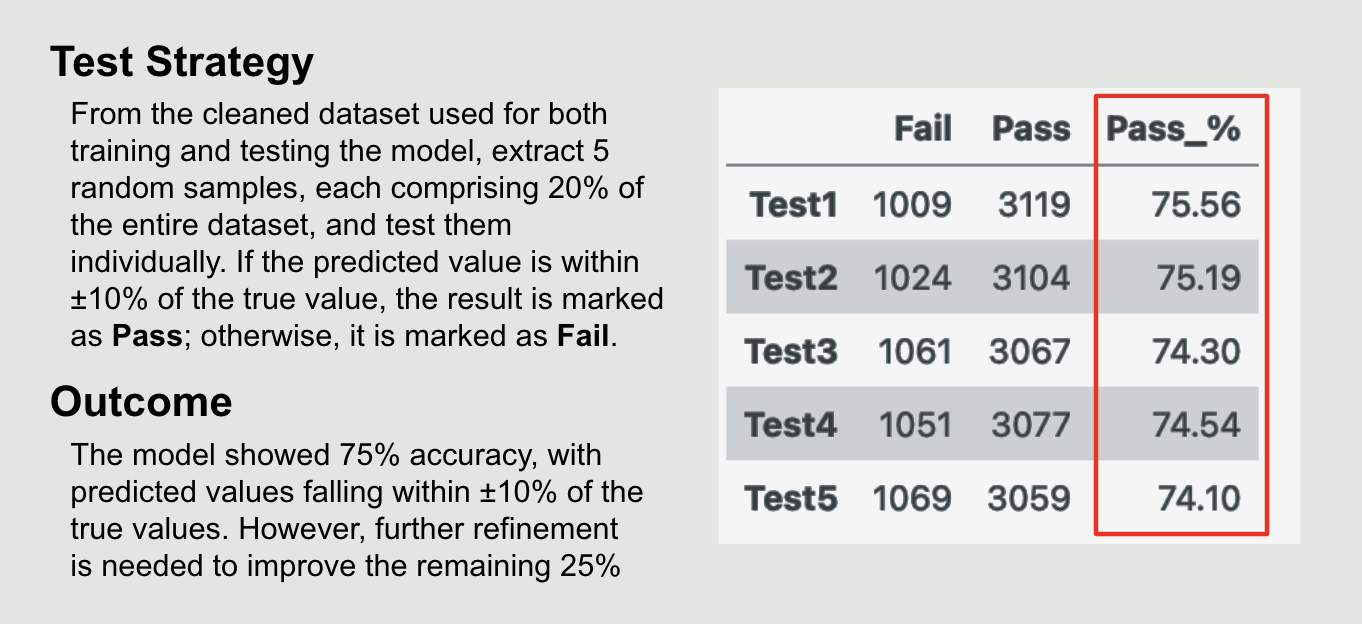 Test Strategy
From the cleaned dataset used for both
training and testing the model, extract 5
random samples, each comprising 20% of
the entire dataset, and test them
individually. If the predicted value is within
±10% of the true value, the result is marked
as Pass; otherwise, it is marked as Fail.
Outcome
The model showed 75% accuracy, with
predicted values falling within ±10% of the
true values. However, further refinement
is needed to improve the remaining 25%
Fail Pass Pass_%
Test1 1009 3119 75.56
Test2 1024 3104 75.19
Test3 1061 3067 74.30
Test4 1051 3077 74.54
Test5 1069 3059 74.10